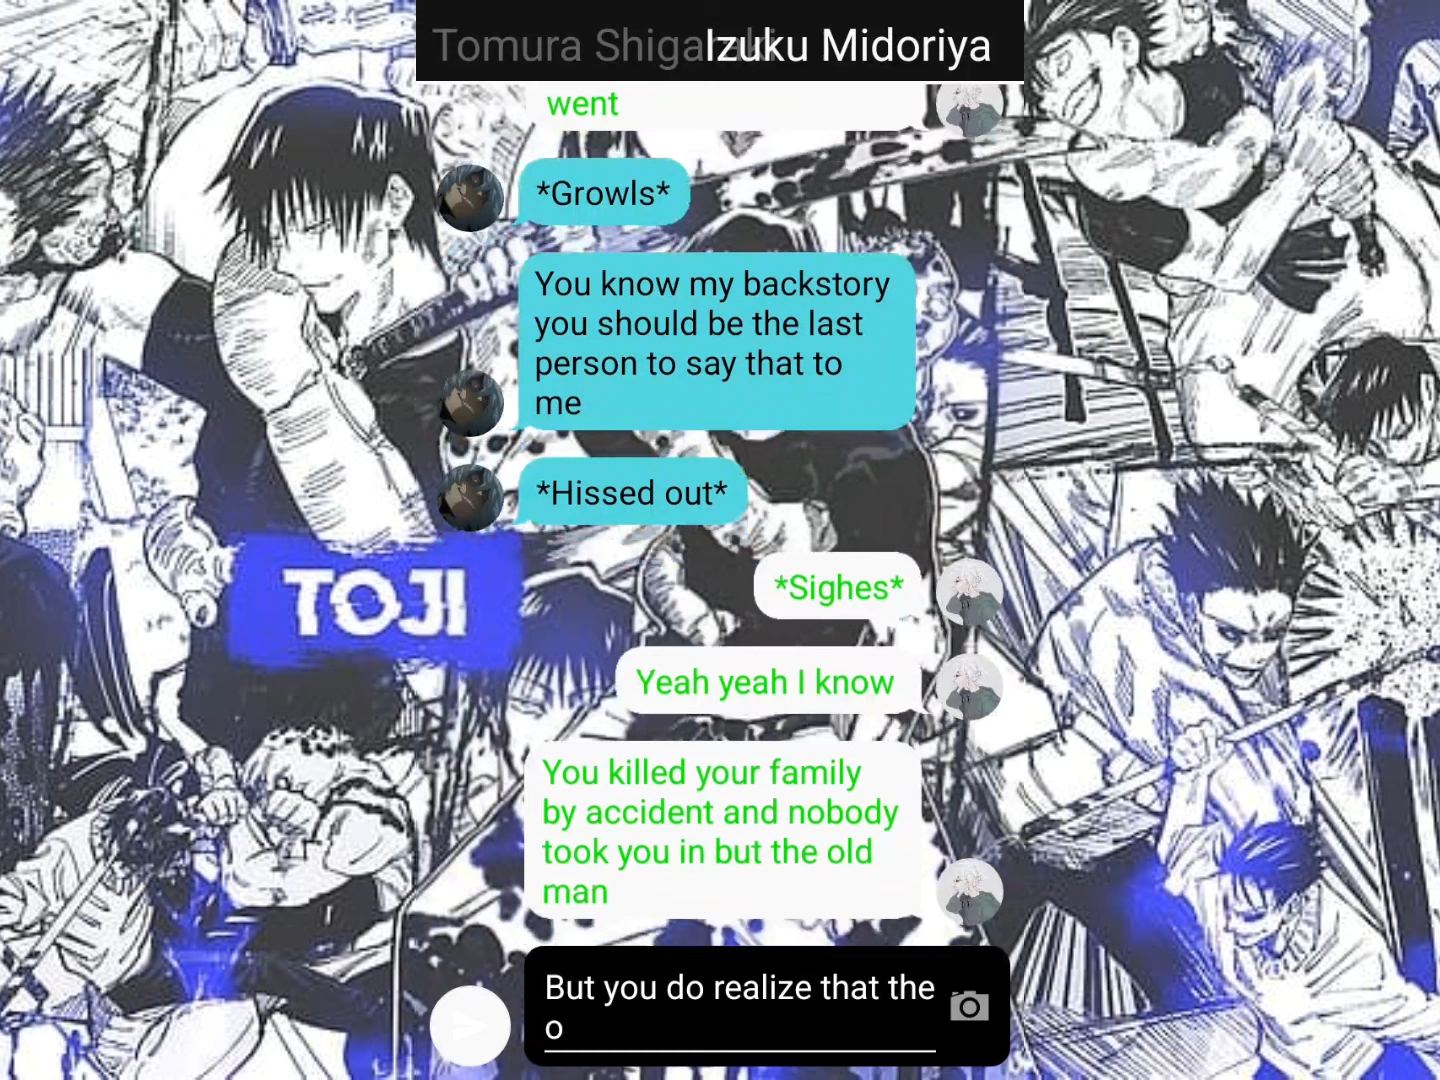 Tomura Shigaraki
Izuku Midoriya
went
*Growls*
You know my backstory
you should be the last
person to say that to
me
*Hissed out*
TOJI
*Sighes*
Yeah yeah I know
You killed your family
by accident and nobody
took you in but the old
man
But you do realize that the
o